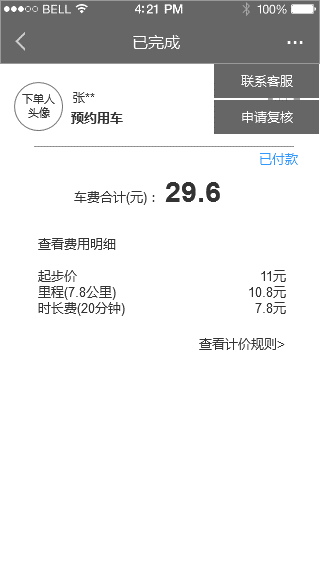 BELL 4:21 PM 100%
已完成
联系客服
申请复核
下单人
头像
张**
预约用车
已付款
车费合计(元)： 29.6
查看费用明细
起步价 11元
里程(7.8公里) 10.8元
时长费(20分钟) 7.8元
查看计价规则>